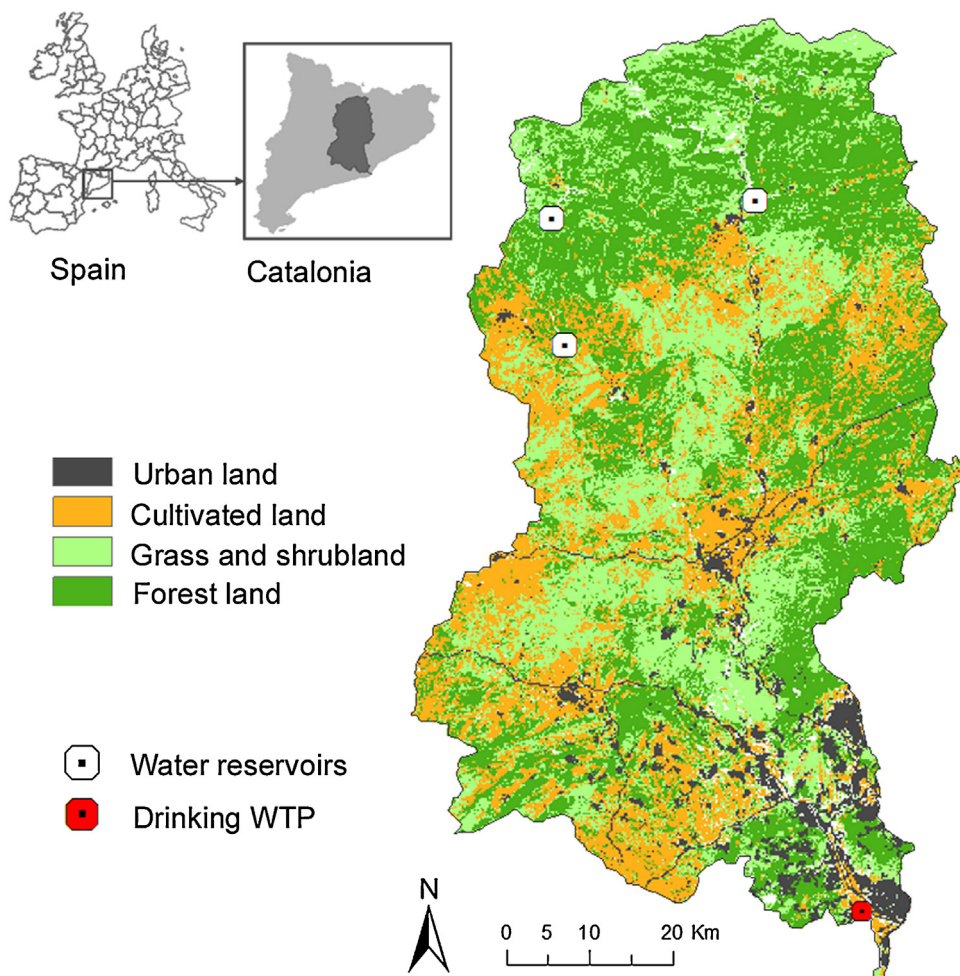 Spain
Catalonia
Urban land
Cultivated land
Grass and shrubland
Forest land
Water reservoirs
Drinking WTP
N
0 5 10 20 Km